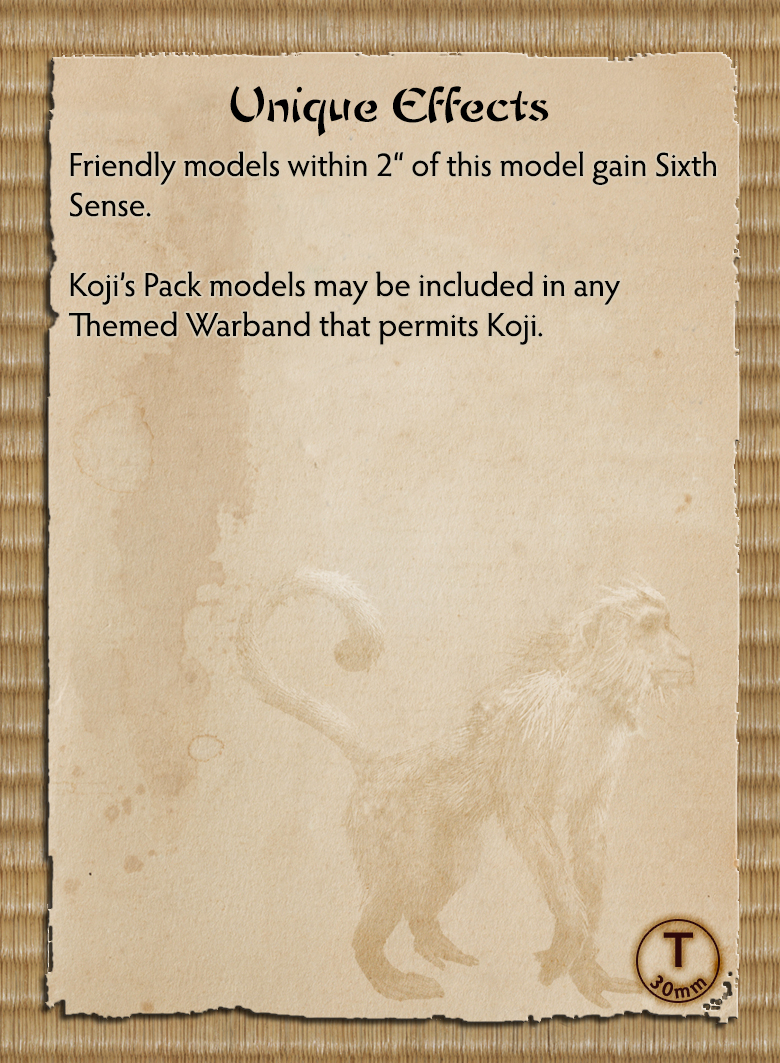 Unique Effects
Friendly models within 2“ of this model gain Sixth
Sense.
Koji's Pack models may be included in any
Themed Warband that permits Koji.
T
30mm